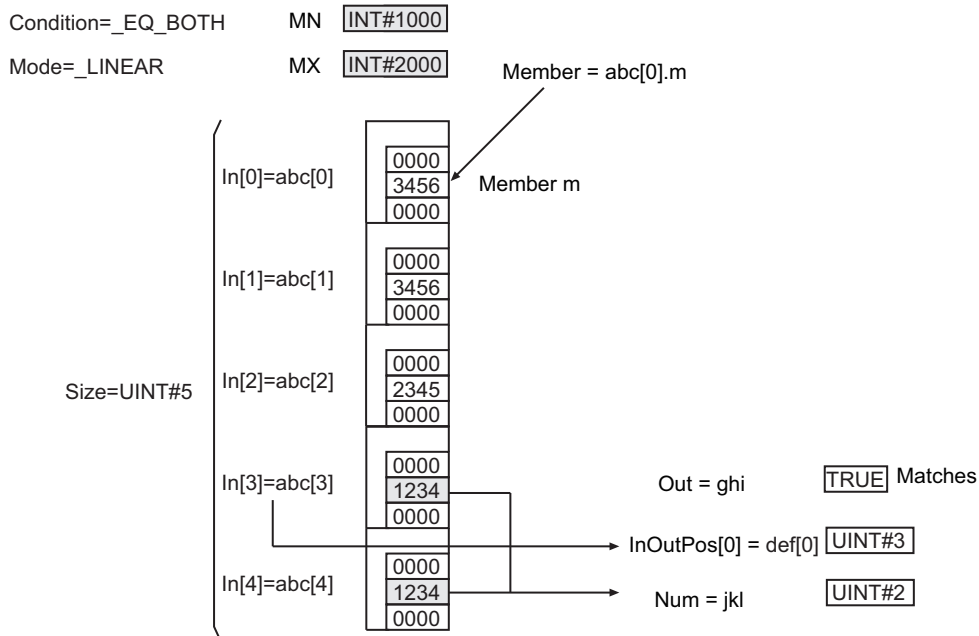 Condition=_EQ_BOTH MN INT#1000
Mode=_LINEAR MX INT#2000
Member = abc[0].m
0000
In[0]=abc[0] 3456 Member m
0000
0000
In[1]=abc[1] 3456
0000
0000
Size=UINT#5 In[2]=abc[2] 2345
0000
0000
In[3]=abc[3] 1234 Out = ghi TRUE Matches
0000
InOutPos[0] = def[0] UINT#3
0000
In[4]=abc[4] 1234 Num = jkl UINT#2
0000